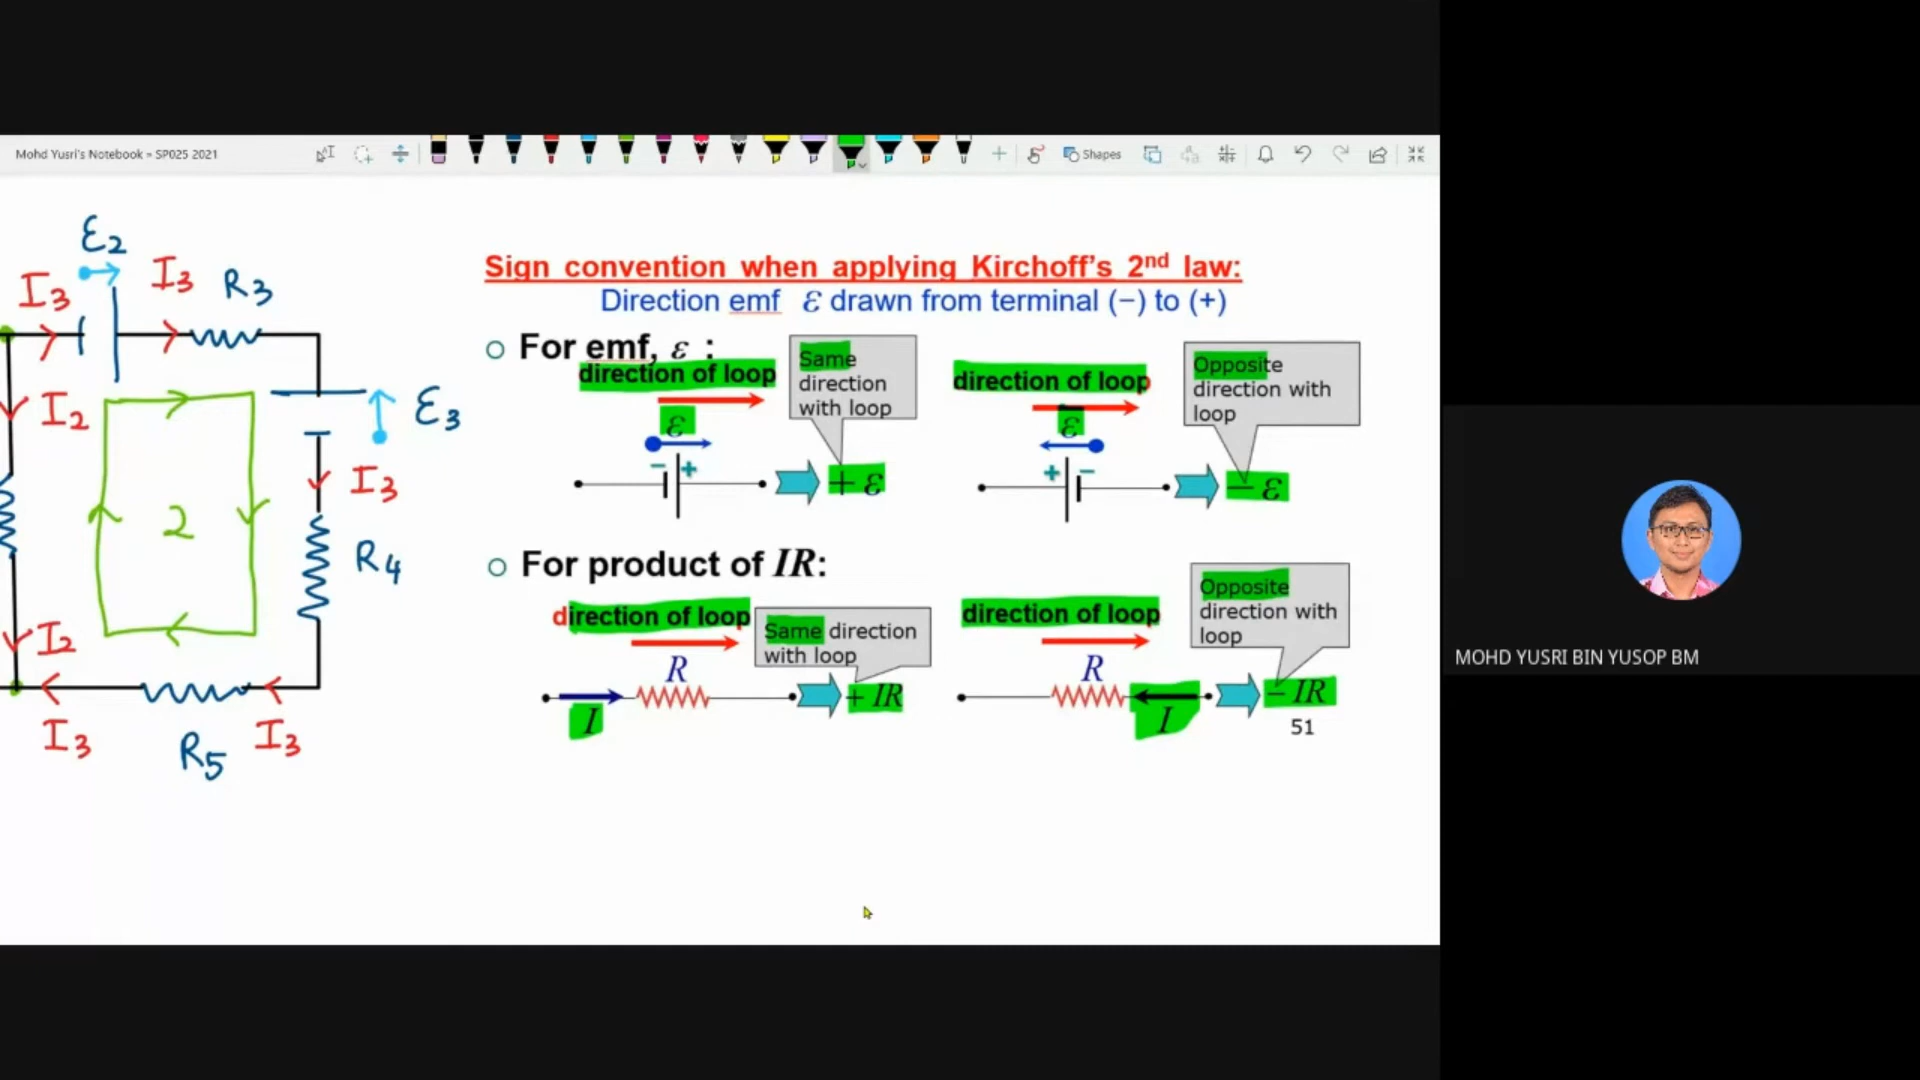 Mohd Yusri's Notebook » SP025 2021
Shapes
ε2
I3
I3
R3
I2
ε3
I3
2
R4
I2
I3
R5
I3
Sign convention when applying Kirchoff's 2nd law:
Direction emf ε drawn from terminal (−) to (+)
For emf, ε :
direction of loop
Same
direction
with loop
ε
− +
+ ε
direction of loop
Opposite
direction with
loop
ε
+ −
− ε
For product of IR:
direction of loop
Same direction
with loop
R
I
+ IR
direction of loop
Opposite
direction with
loop
R
I
− IR
51
MOHD YUSRI BIN YUSOP BM